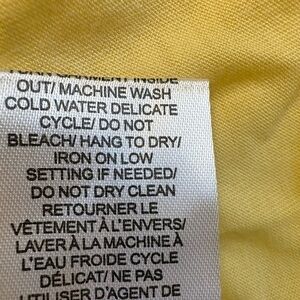 GARMENT INSIDE
OUT/ MACHINE WASH
COLD WATER DELICATE
CYCLE/ DO NOT
BLEACH/ HANG TO DRY/
IRON ON LOW
SETTING IF NEEDED/
DO NOT DRY CLEAN
RETOURNER LE
VÊTEMENT À L'ENVERS/
LAVER À LA MACHINE À
L'EAU FROIDE CYCLE
DÉLICAT/ NE PAS
UTILISER D'AGENT DE